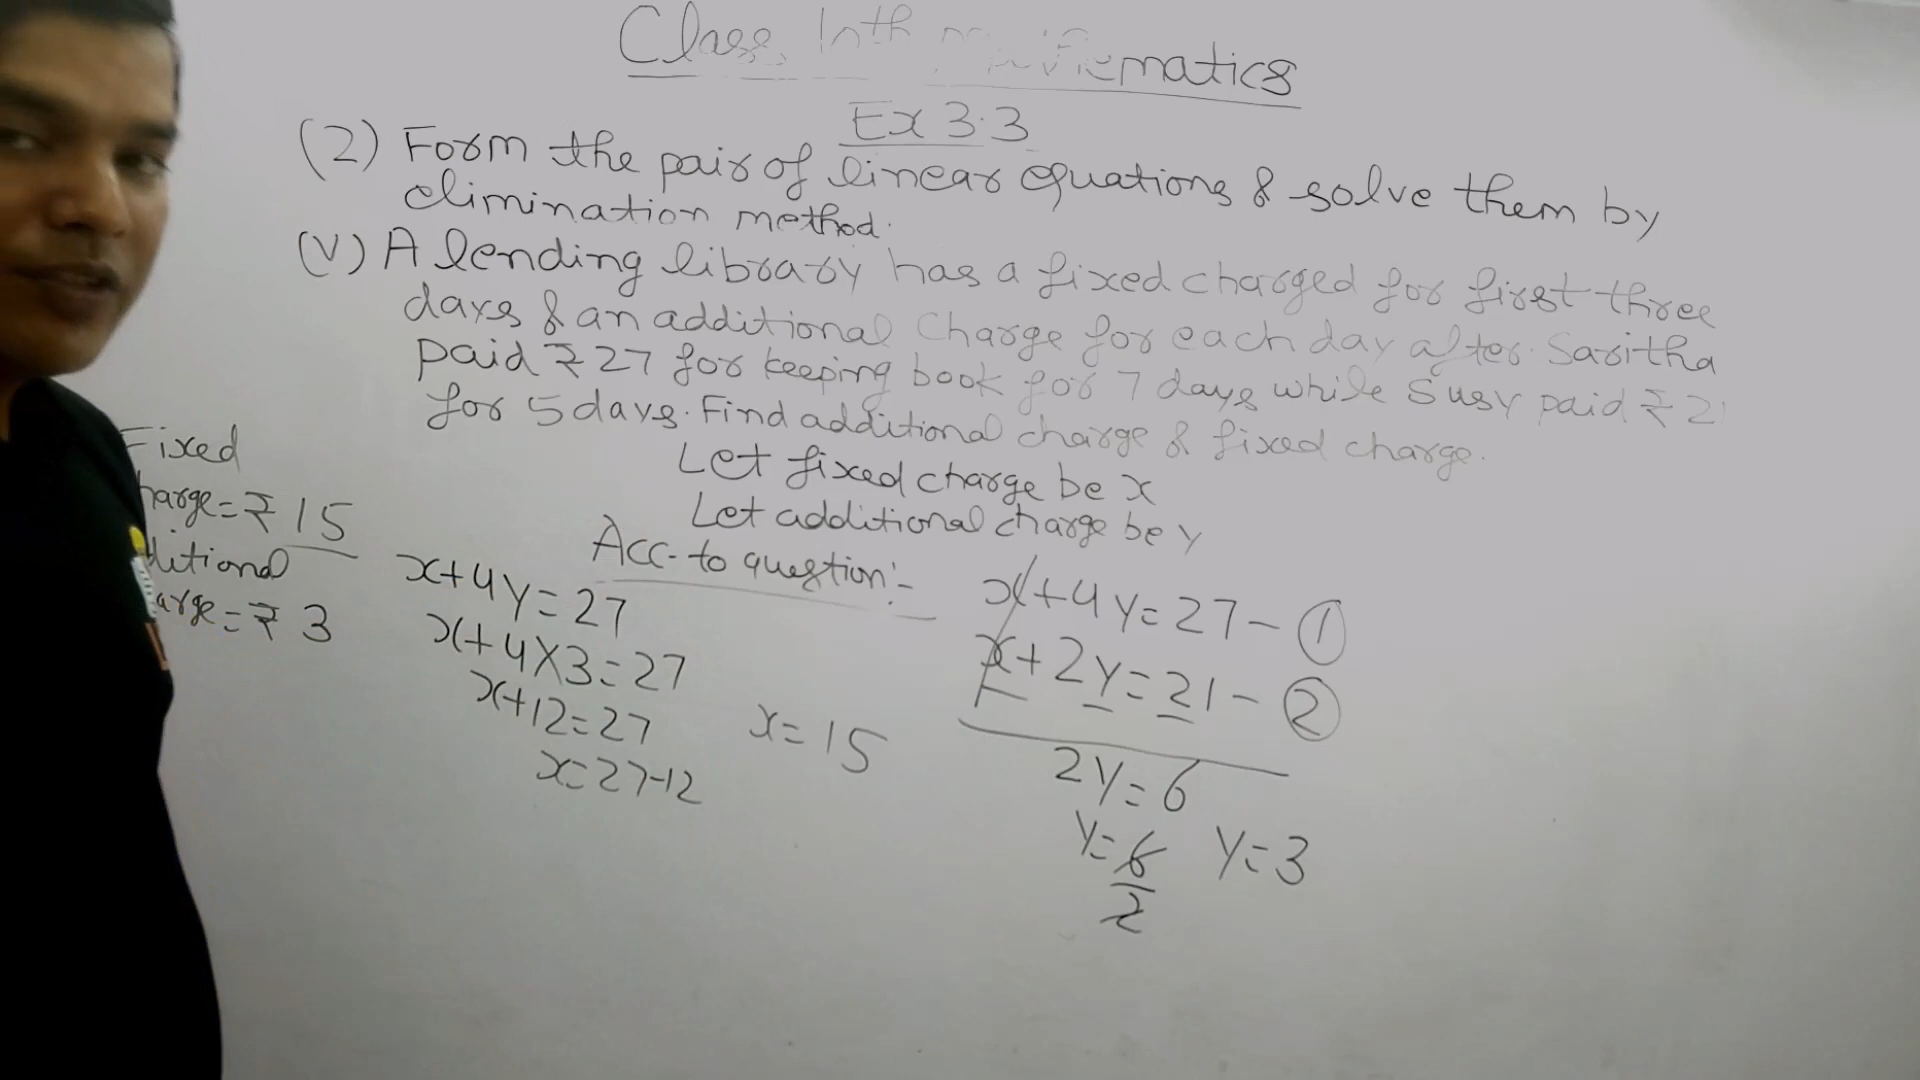 Class 10th mathematics
Ex 3.3
(2) Form the pair of linear equations & solve them by
elimination method.
(V) A lending library has a fixed charged for first three
days & an additional charge for each day after. Saritha
paid ₹27 for keeping book for 7 days while Susy paid ₹2
for 5 days. Find additional charge & fixed charge.
Let fixed charge be x
Let additional charge be y
Acc. to question:-
x+4y=27 - ①
x+2y=21 - ②
- - -
2y=6
y=6/2 y=3
x+4y=27
x+4×3=27
x+12=27
x=27-12
x=15
Fixed
harge=₹15
ditional
arge=₹3